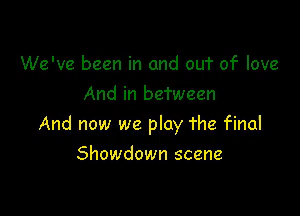 We've been in and out of love
And in between
And now we play the final
Showdown scene